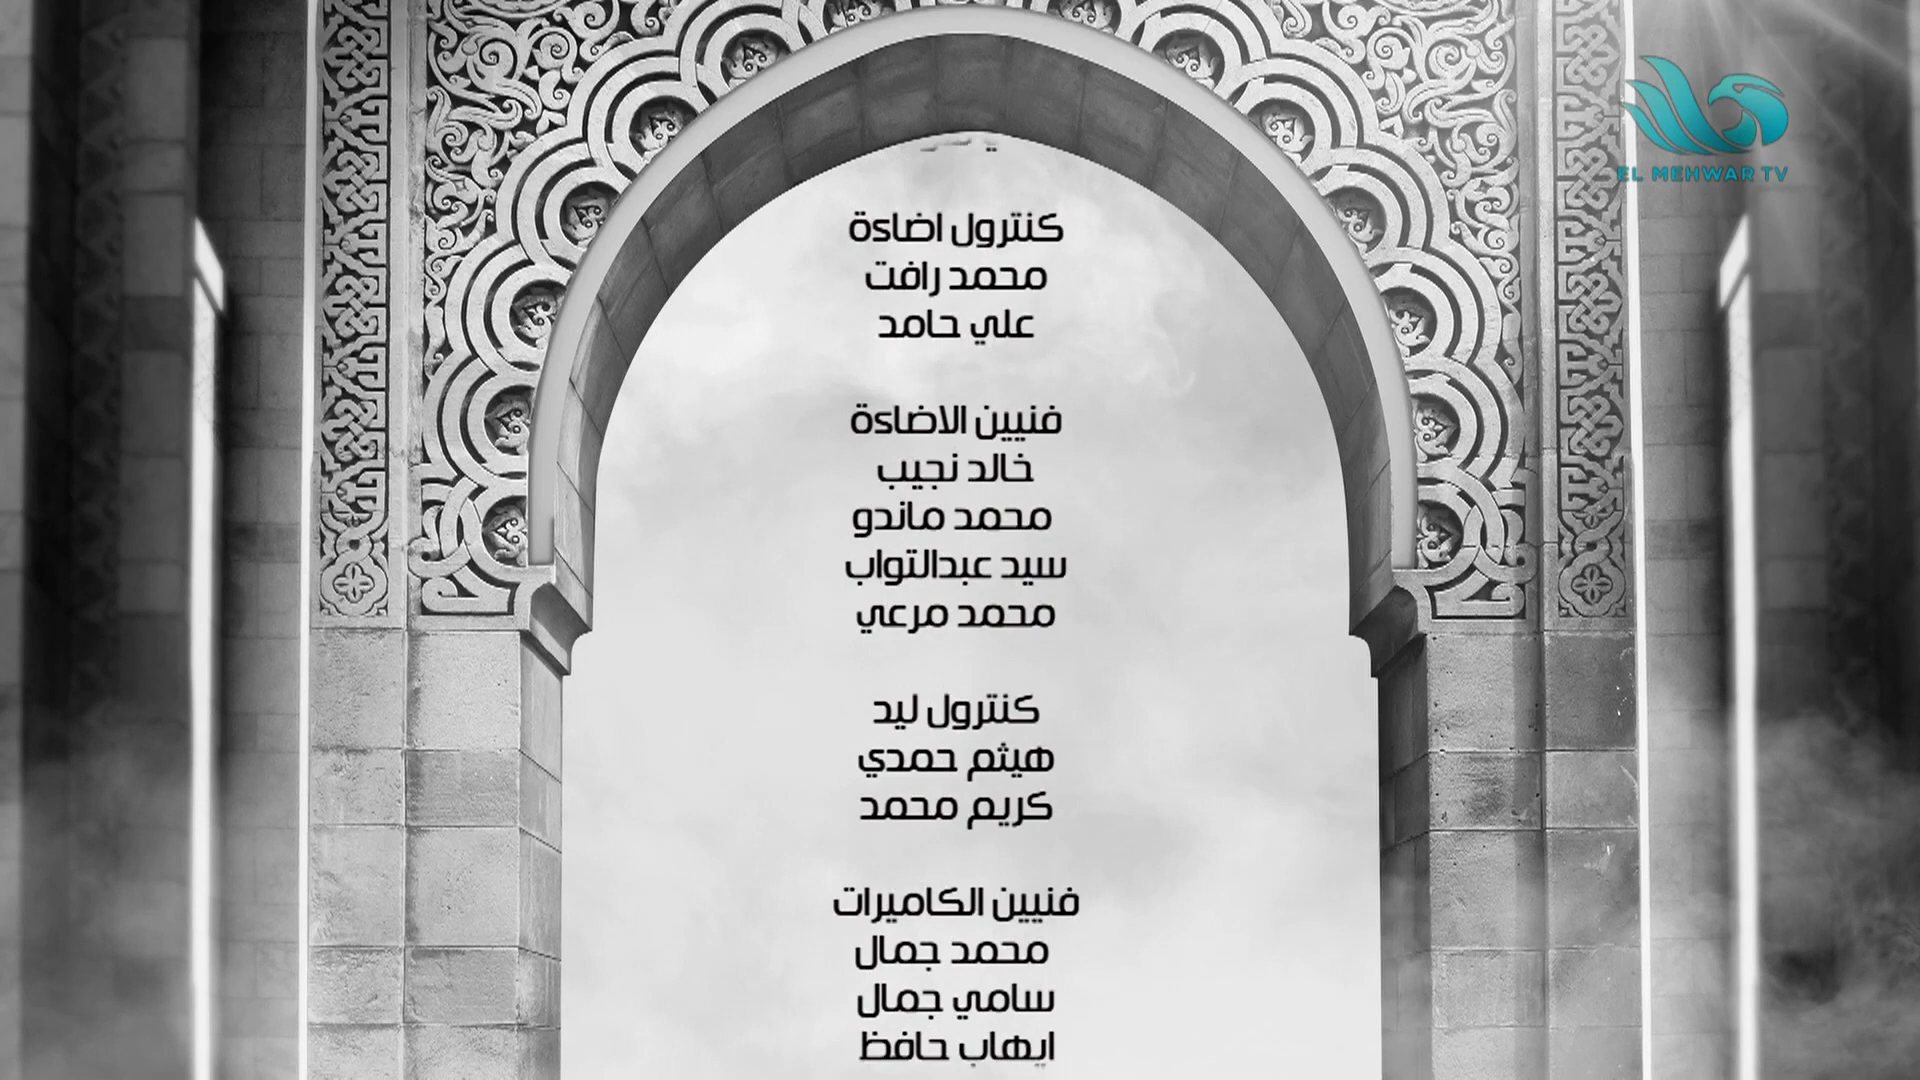 EL MEHWAR TV
كنترول اضاءة
محمد رافت
علي حامد
فنيين الاضاءة
خالد نجيب
محمد ماندو
سيد عبدالتواب
محمد مرعي
كنترول ليد
هيثم حمدي
كريم محمد
فنيين الكاميرات
محمد جمال
سامي جمال
ايهاب حافظ